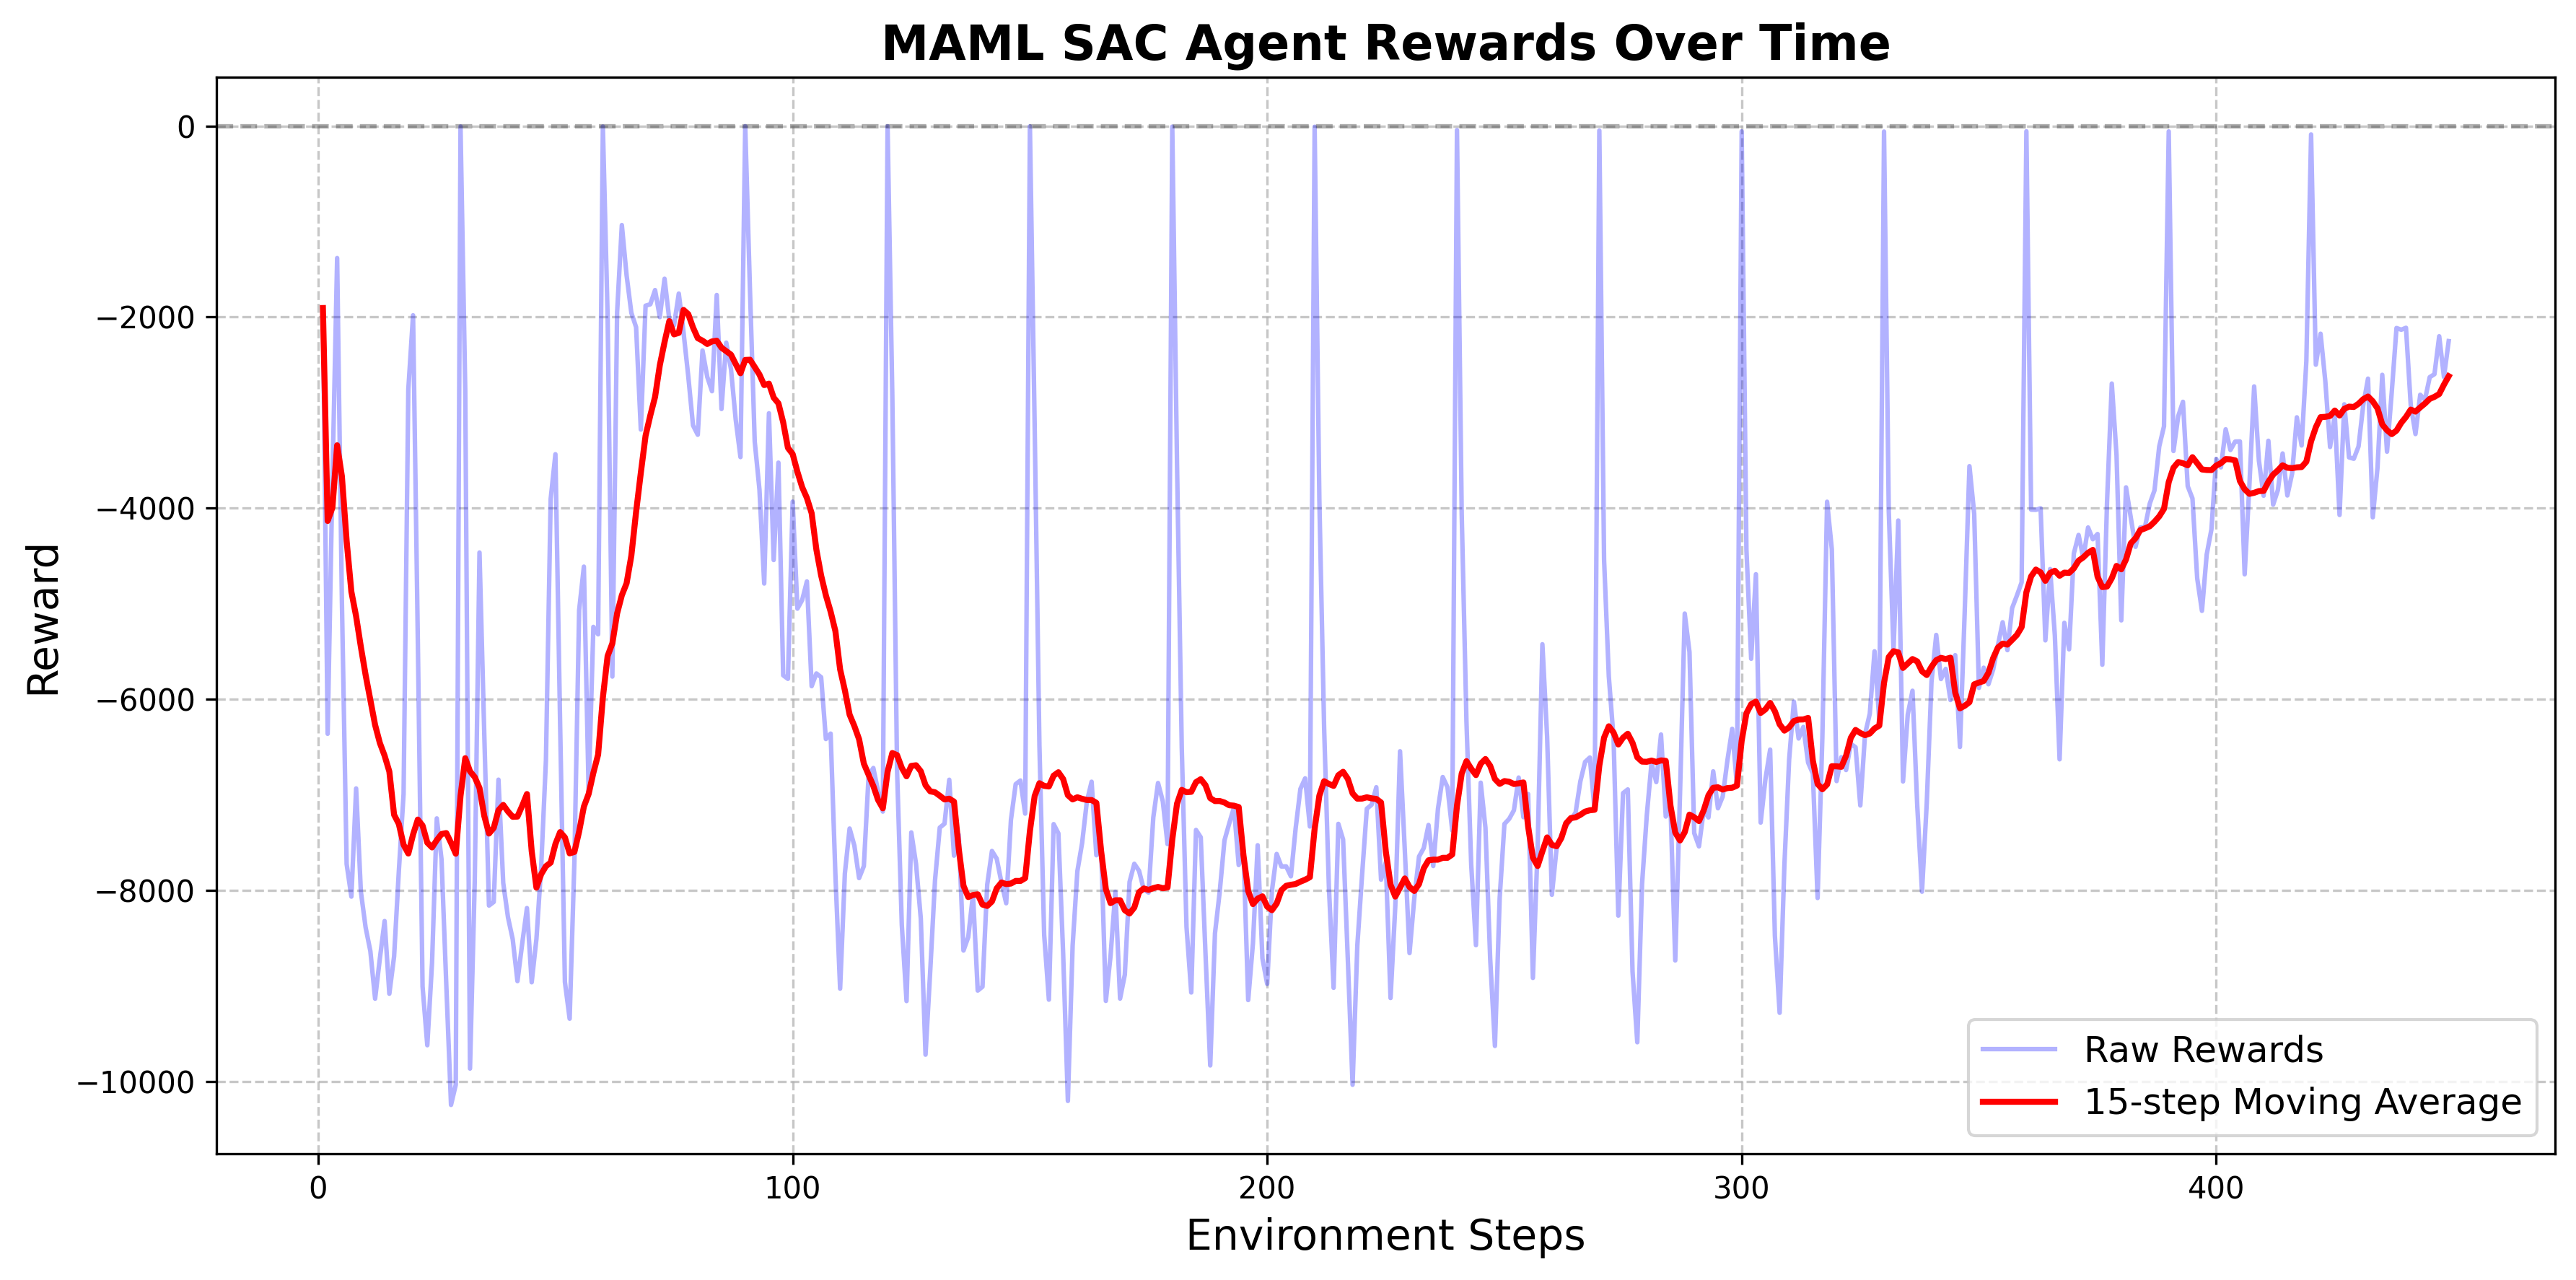 MAML SAC Agent Rewards Over Time
Reward
0
−2000
−4000
−6000
−8000
−10000
0 100 200 300 400
Environment Steps
Raw Rewards
15-step Moving Average